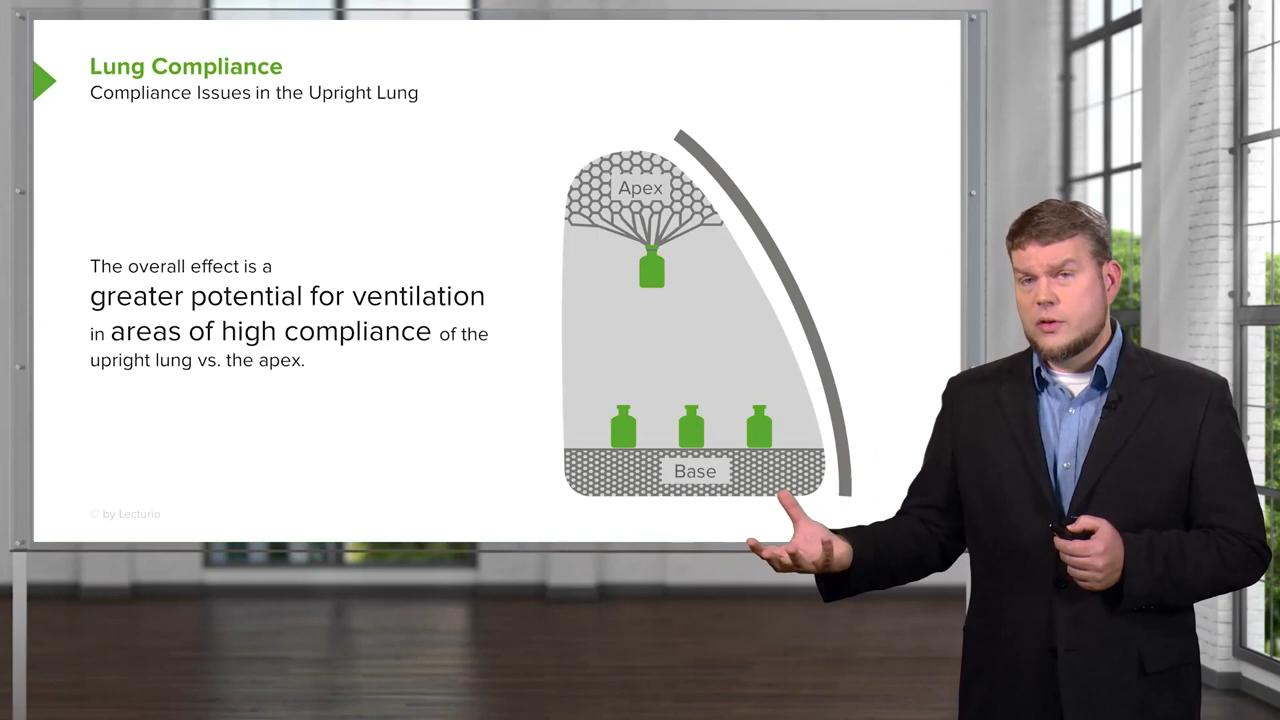 Lung Compliance
Compliance Issues in the Upright Lung
The overall effect is a
greater potential for ventilation
in areas of high compliance of the
upright lung vs. the apex.
Apex
Base
© by Lecturio